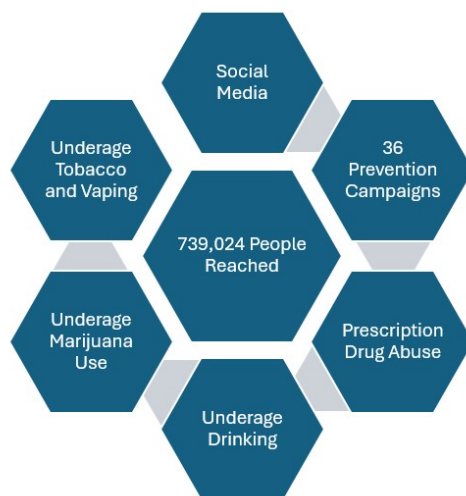 Social
Media
36
Prevention
Campaigns
Prescription
Drug Abuse
Underage
Drinking
Underage
Marijuana
Use
Underage
Tobacco
and Vaping
739,024 People
Reached